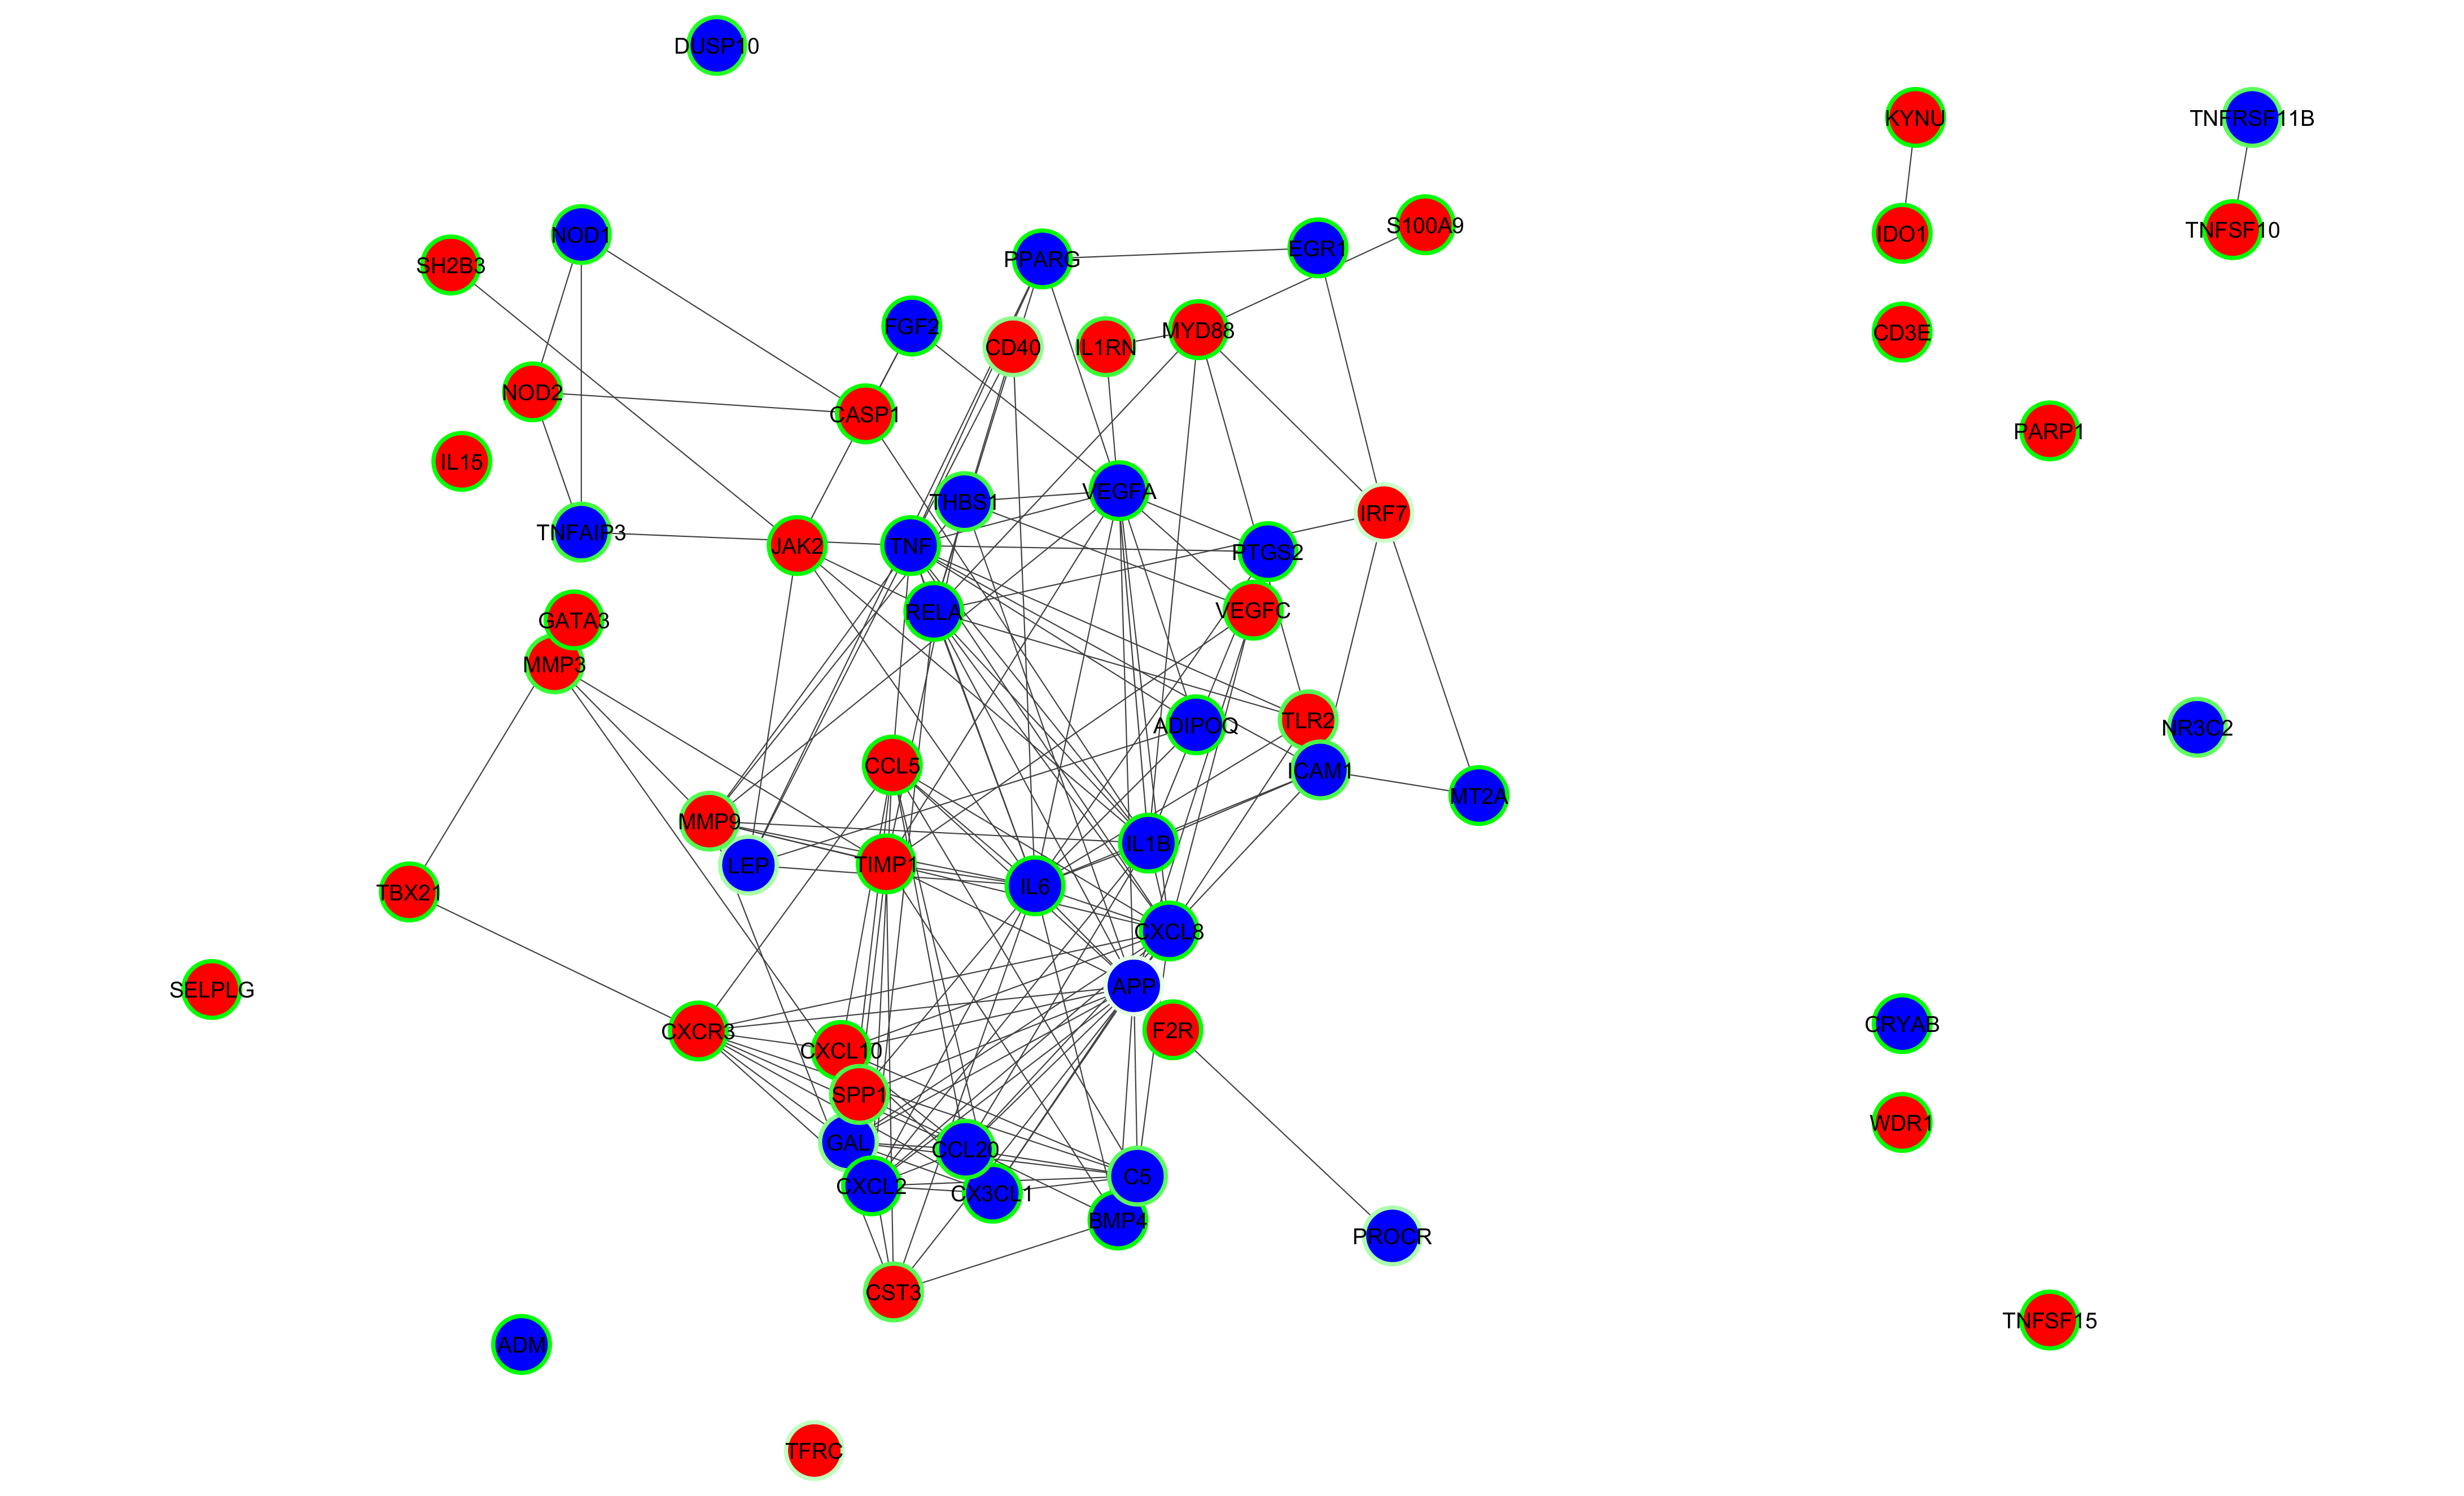 DUSP10
KYNU
TNFRSF11B
S100A9
TNFSF10
IDO1
NOD1
EGR1
PPARG
SH2B3
FGF2
MYD88
CD3E
CD40
IL1RN
NOD2
CASP1
PARP1
IL15
VEGFA
THBS1
IRF7
TNFAIP3
JAK2
TNF
PTGS2
RELA
VEGFC
GATA3
MMP3
TLR2
ADIPOQ
NR3C2
CCL5
ICAM1
MT2A
MMP9
IL1B
LEP
TIMP1
IL6
TBX21
CXCL8
APP
SELPLG
CRYAB
CXCR3
F2R
CXCL10
SPP1
WDR1
GAL
CCL20
C5
CXCL2
CX3CL1
BMP4
PROCR
CST3
TNFSF15
ADM
TFRC